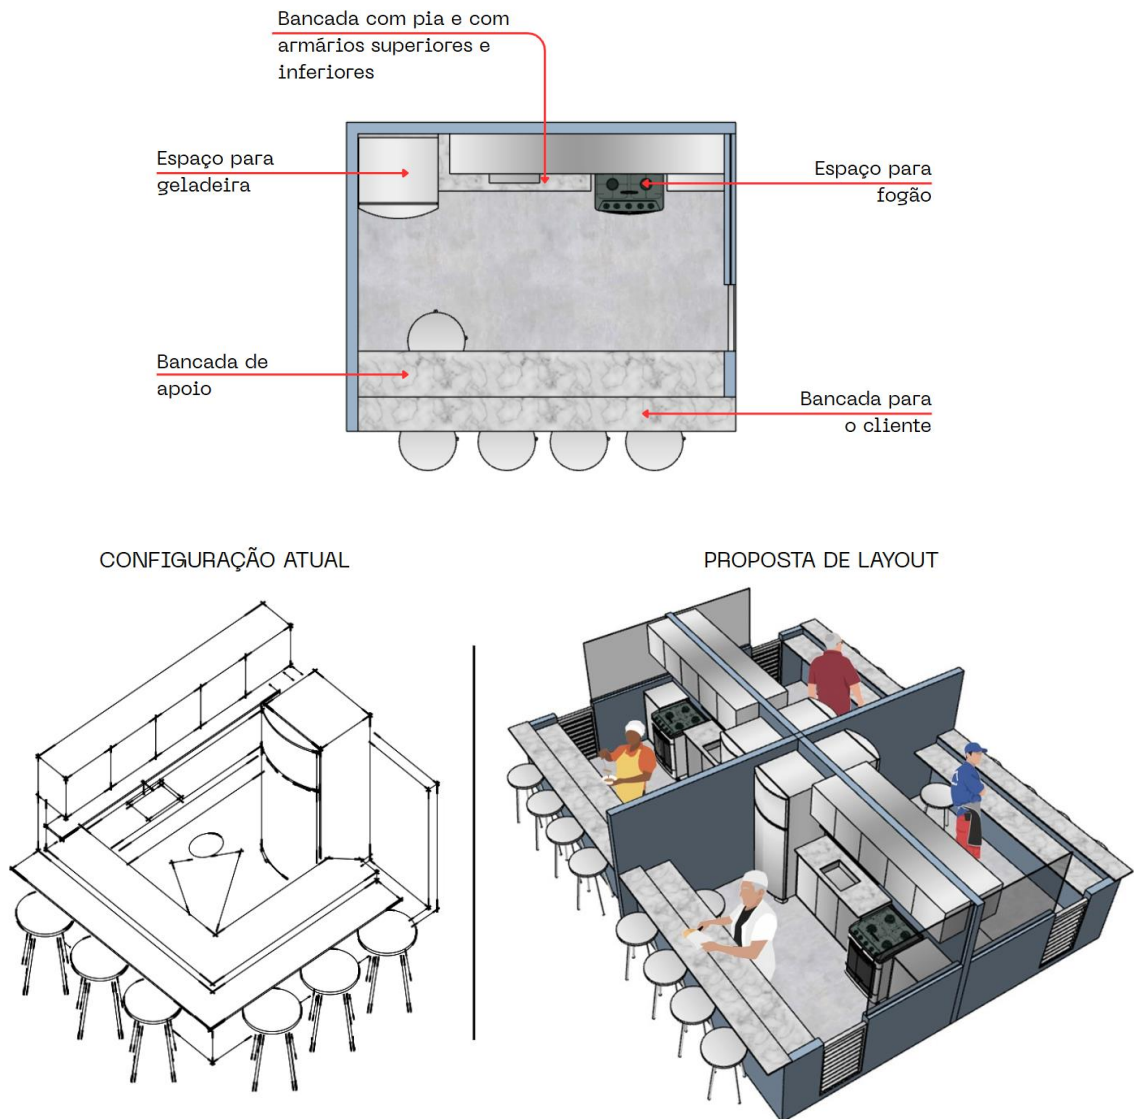 Bancada com pia e com
armários superiores e
inferiores
Espaço para
geladeira
Espaço para
fogão
Bancada de
apoio
Bancada para
o cliente
CONFIGURAÇÃO ATUAL
PROPOSTA DE LAYOUT